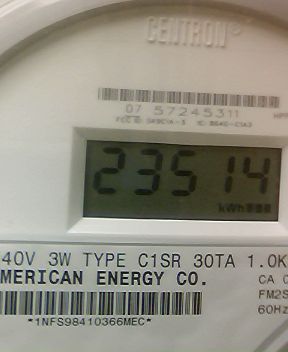 CENTRON®
07 57245311
23514
kWh
40V 3W TYPE C1SR 30TA 1.0K
MERICAN ENERGY CO.
CA
FM2S
60Hz
*1NFS98410366MEC*